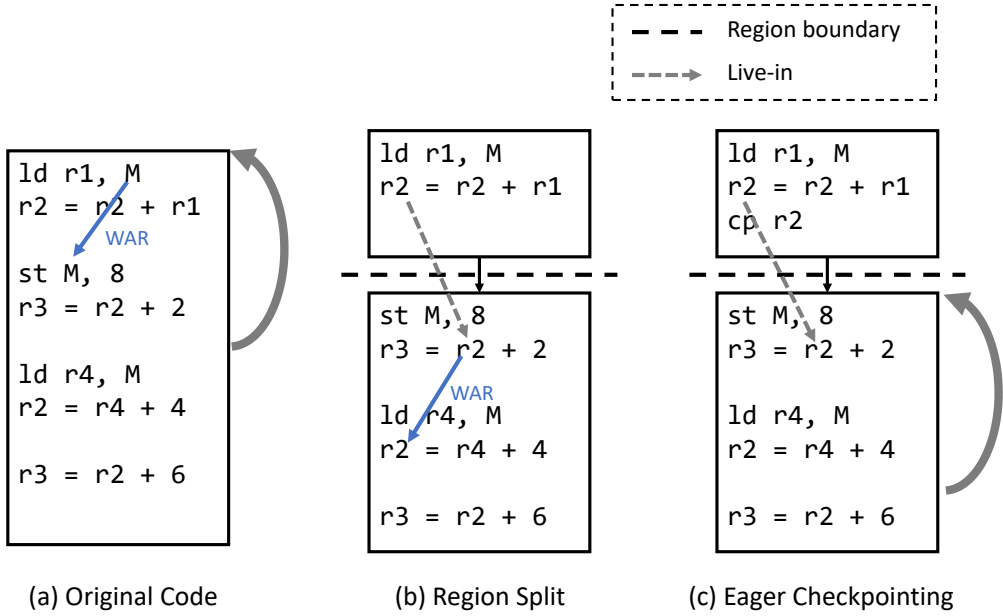 Region boundary
Live-in
ld r1, M
r2 = r2 + r1
WAR
st M, 8
r3 = r2 + 2
ld r4, M
r2 = r4 + 4
r3 = r2 + 6
(a) Original Code
ld r1, M
r2 = r2 + r1
st M, 8
r3 = r2 + 2
WAR
ld r4, M
r2 = r4 + 4
r3 = r2 + 6
(b) Region Split
ld r1, M
r2 = r2 + r1
cp r2
st M, 8
r3 = r2 + 2
ld r4, M
r2 = r4 + 4
r3 = r2 + 6
(c) Eager Checkpointing